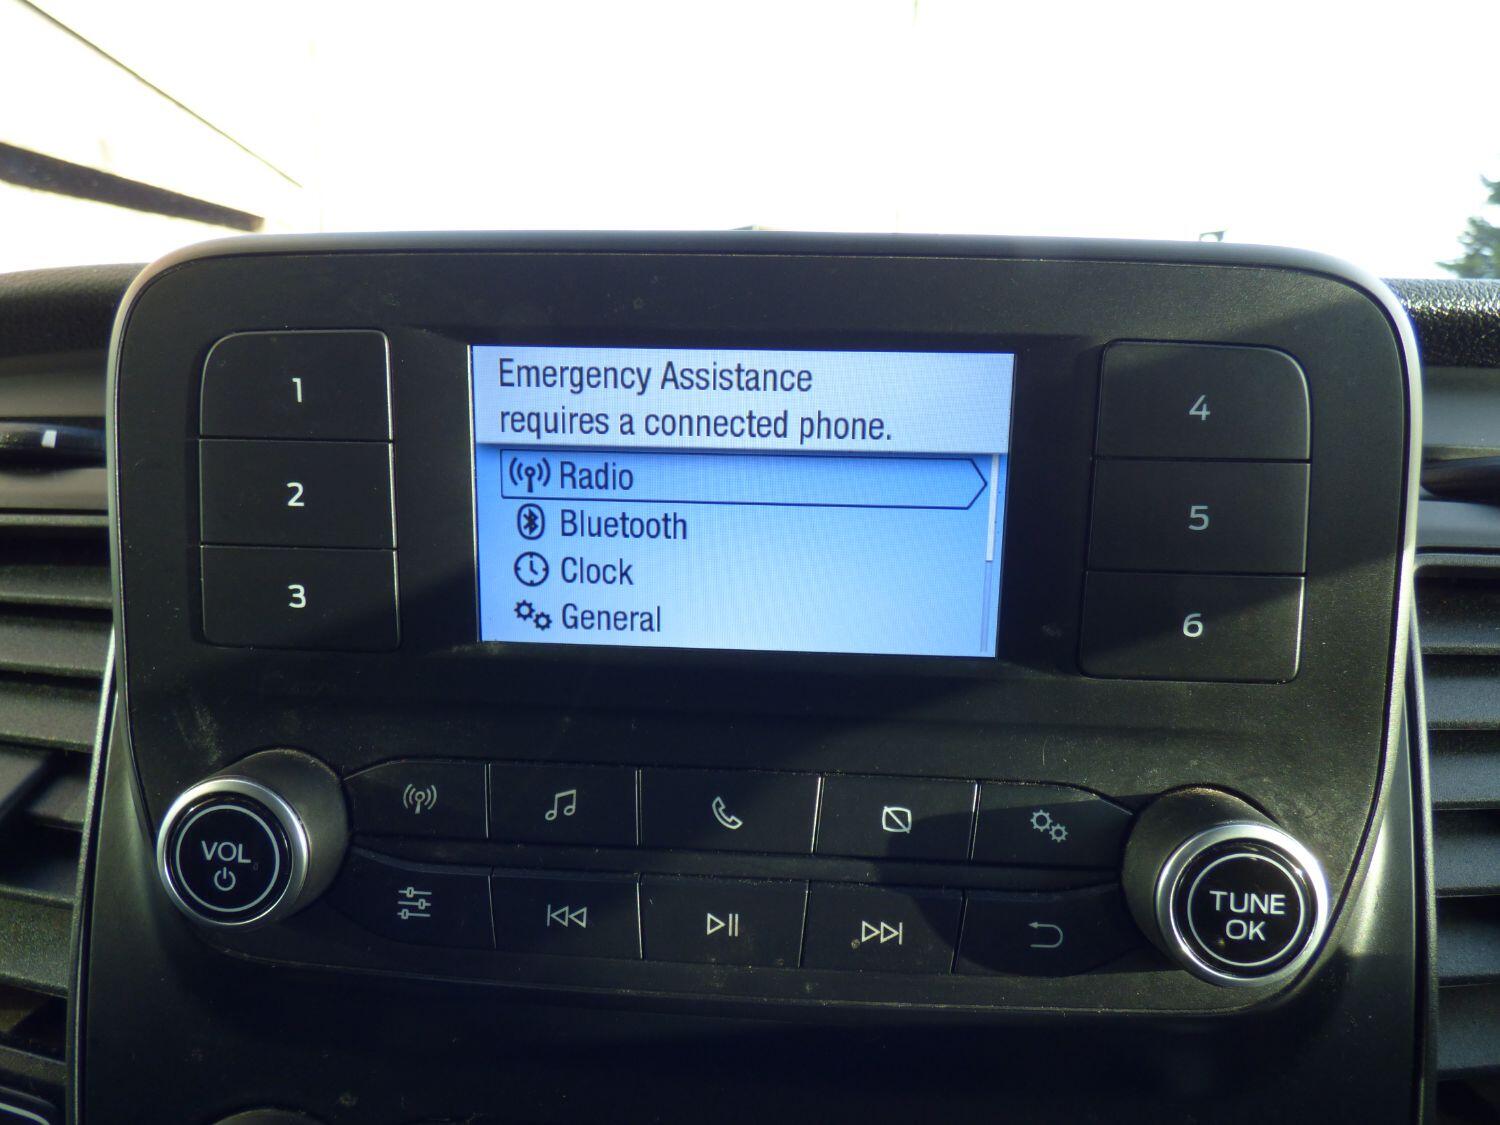 Emergency Assistance
requires a connected phone.
Radio
Bluetooth
Clock
General
1
2
3
4
5
6
VOL
TUNE
OK